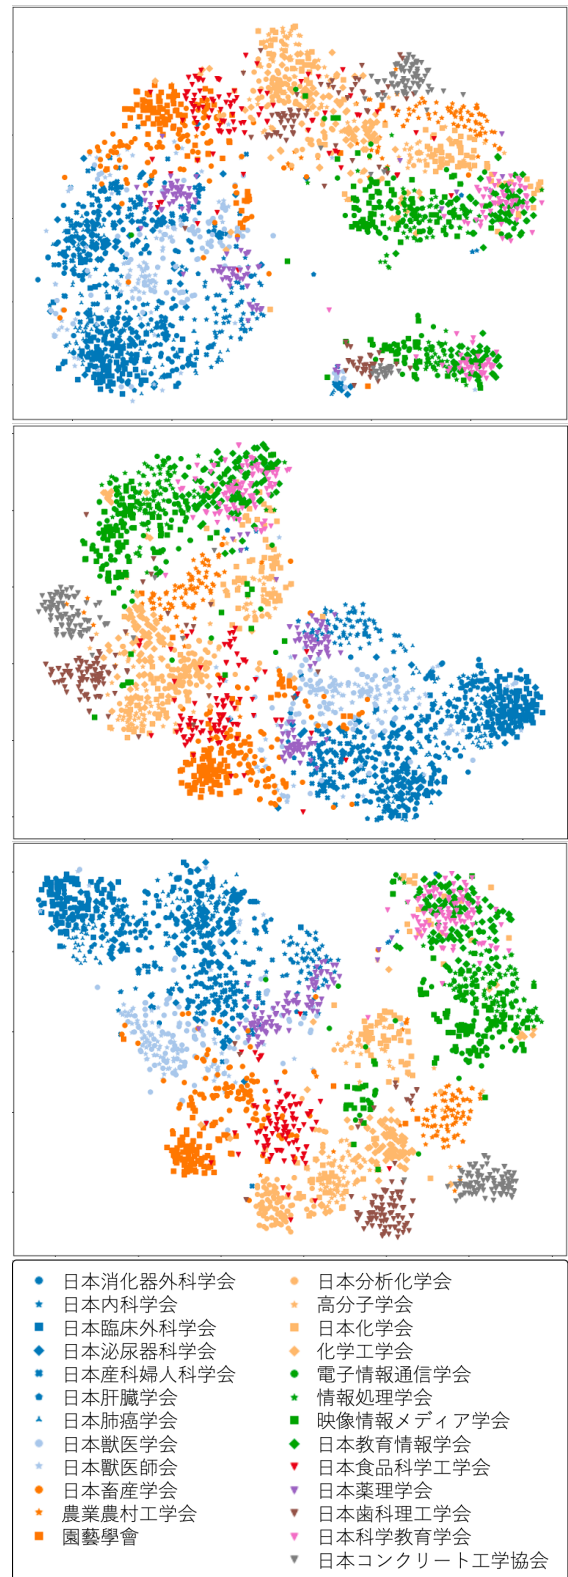 日本消化器外科学会
日本内科学会
日本臨床外科学会
日本泌尿器科学会
日本産科婦人科学会
日本肝臓学会
日本肺癌学会
日本獣医学会
日本獸医師会
日本畜産学会
農業農村工学会
園藝學會
日本分析化学会
高分子学会
日本化学会
化学工学会
電子情報通信学会
情報処理学会
映像情報メディア学会
日本教育情報学会
日本食品科学工学会
日本薬理学会
日本歯科理工学会
日本科学教育学会
日本コンクリート工学協会